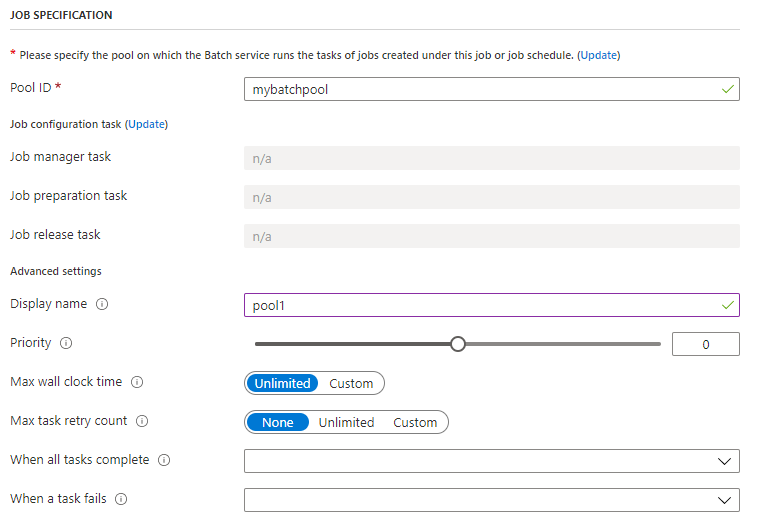 JOB SPECIFICATION
* Please specify the pool on which the Batch service runs the tasks of jobs created under this job or job schedule. (Update)
Pool ID * mybatchpool
Job configuration task (Update)
Job manager task n/a
Job preparation task n/a
Job release task n/a
Advanced settings
Display name pool1
Priority 0
Max wall clock time Unlimited Custom
Max task retry count None Unlimited Custom
When all tasks complete
When a task fails